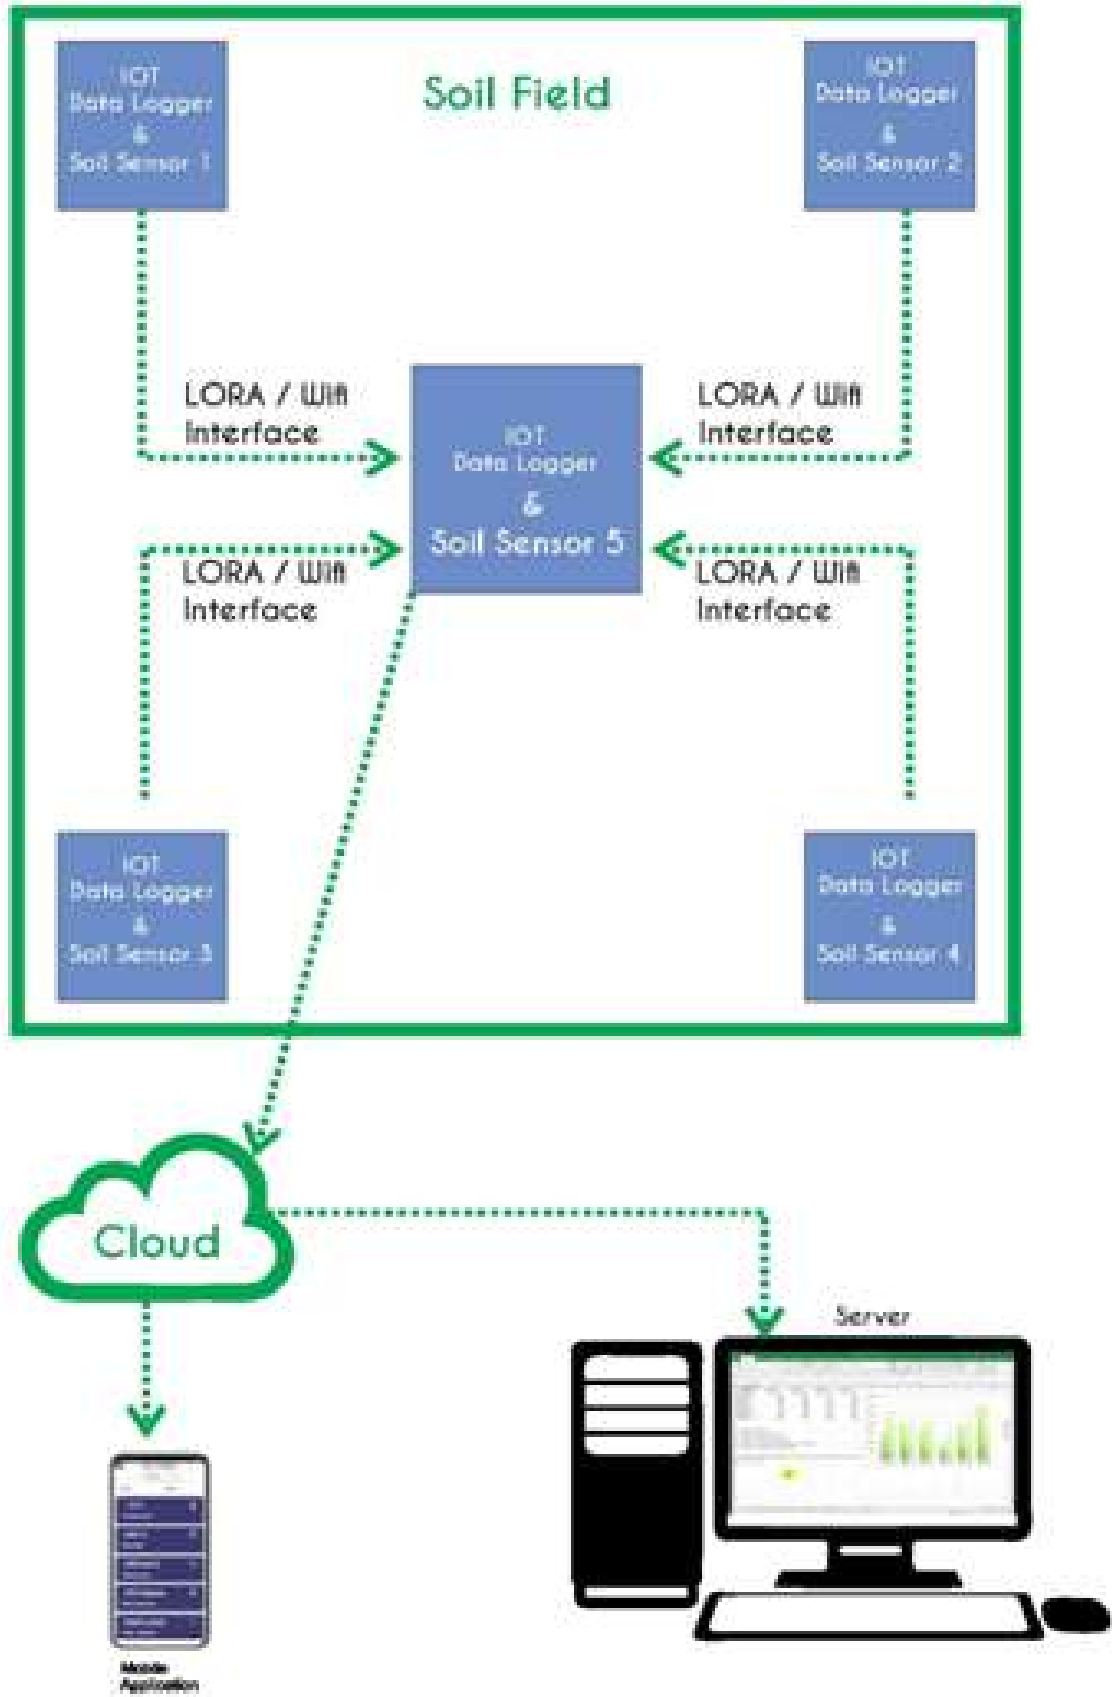 Soil Field
IOT
Data Logger
&
Soil Sensor 1
IOT
Data Logger
&
Soil Sensor 2
LORA / Wifi
Interface
LORA / Wifi
Interface
IOT
Data Logger
&
Soil Sensor 5
LORA / Wifi
Interface
LORA / Wifi
Interface
IOT
Data Logger
&
Soil Sensor 3
IOT
Data Logger
&
Soil Sensor 4
Cloud
Server
Mobile
Application